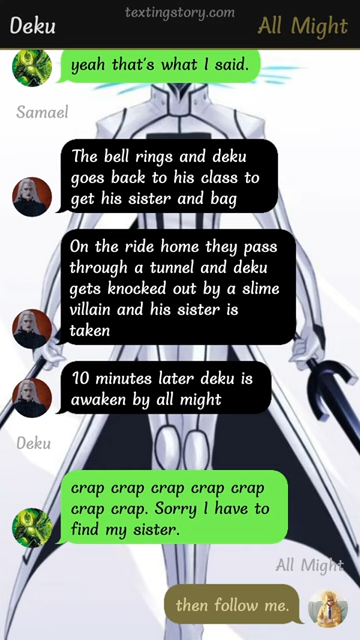 textingstory.com
Deku
All Might
yeah that's what I said.
Samael
The bell rings and deku
goes back to his class to
get his sister and bag
On the ride home they pass
through a tunnel and deku
gets knocked out by a slime
villain and his sister is
taken
10 minutes later deku is
awaken by all might
Deku
crap crap crap crap crap
crap crap. Sorry I have to
find my sister.
All Might
then follow me.